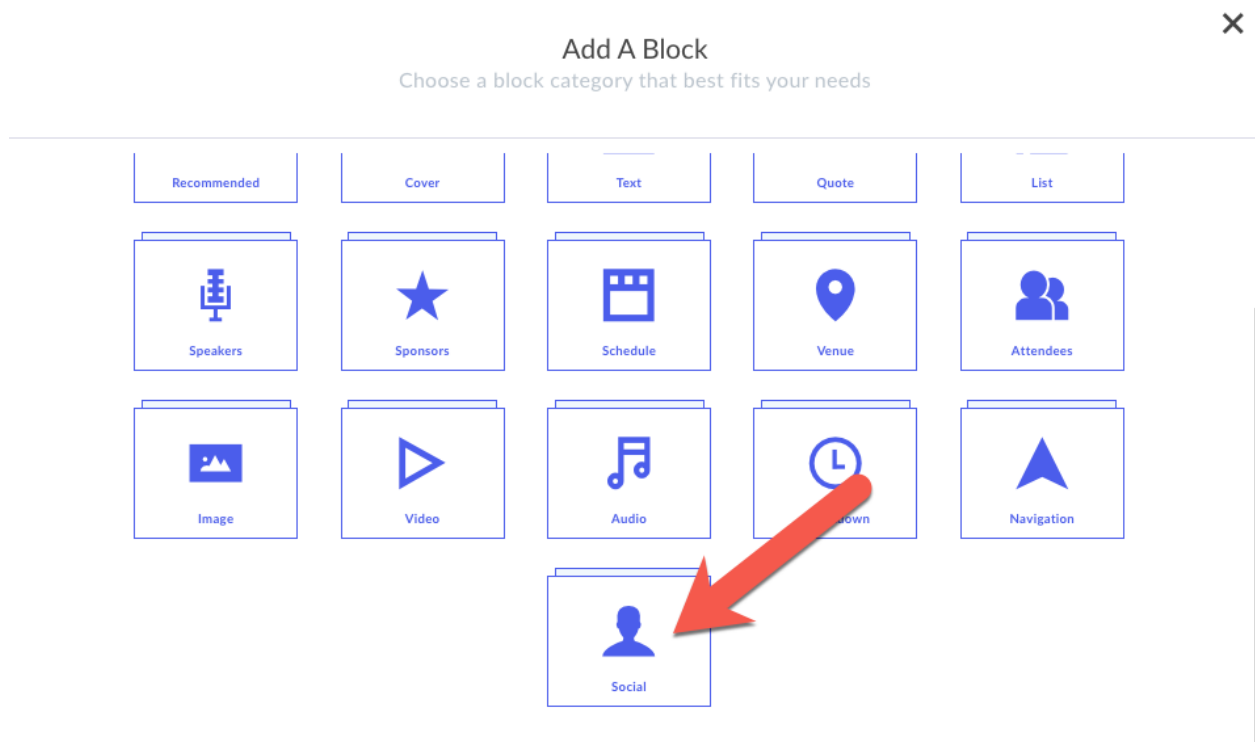 Add A Block
Choose a block category that best fits your needs
Recommended Cover Text Quote List
Speakers Sponsors Schedule Venue Attendees
Image Video Audio Navigation
Social